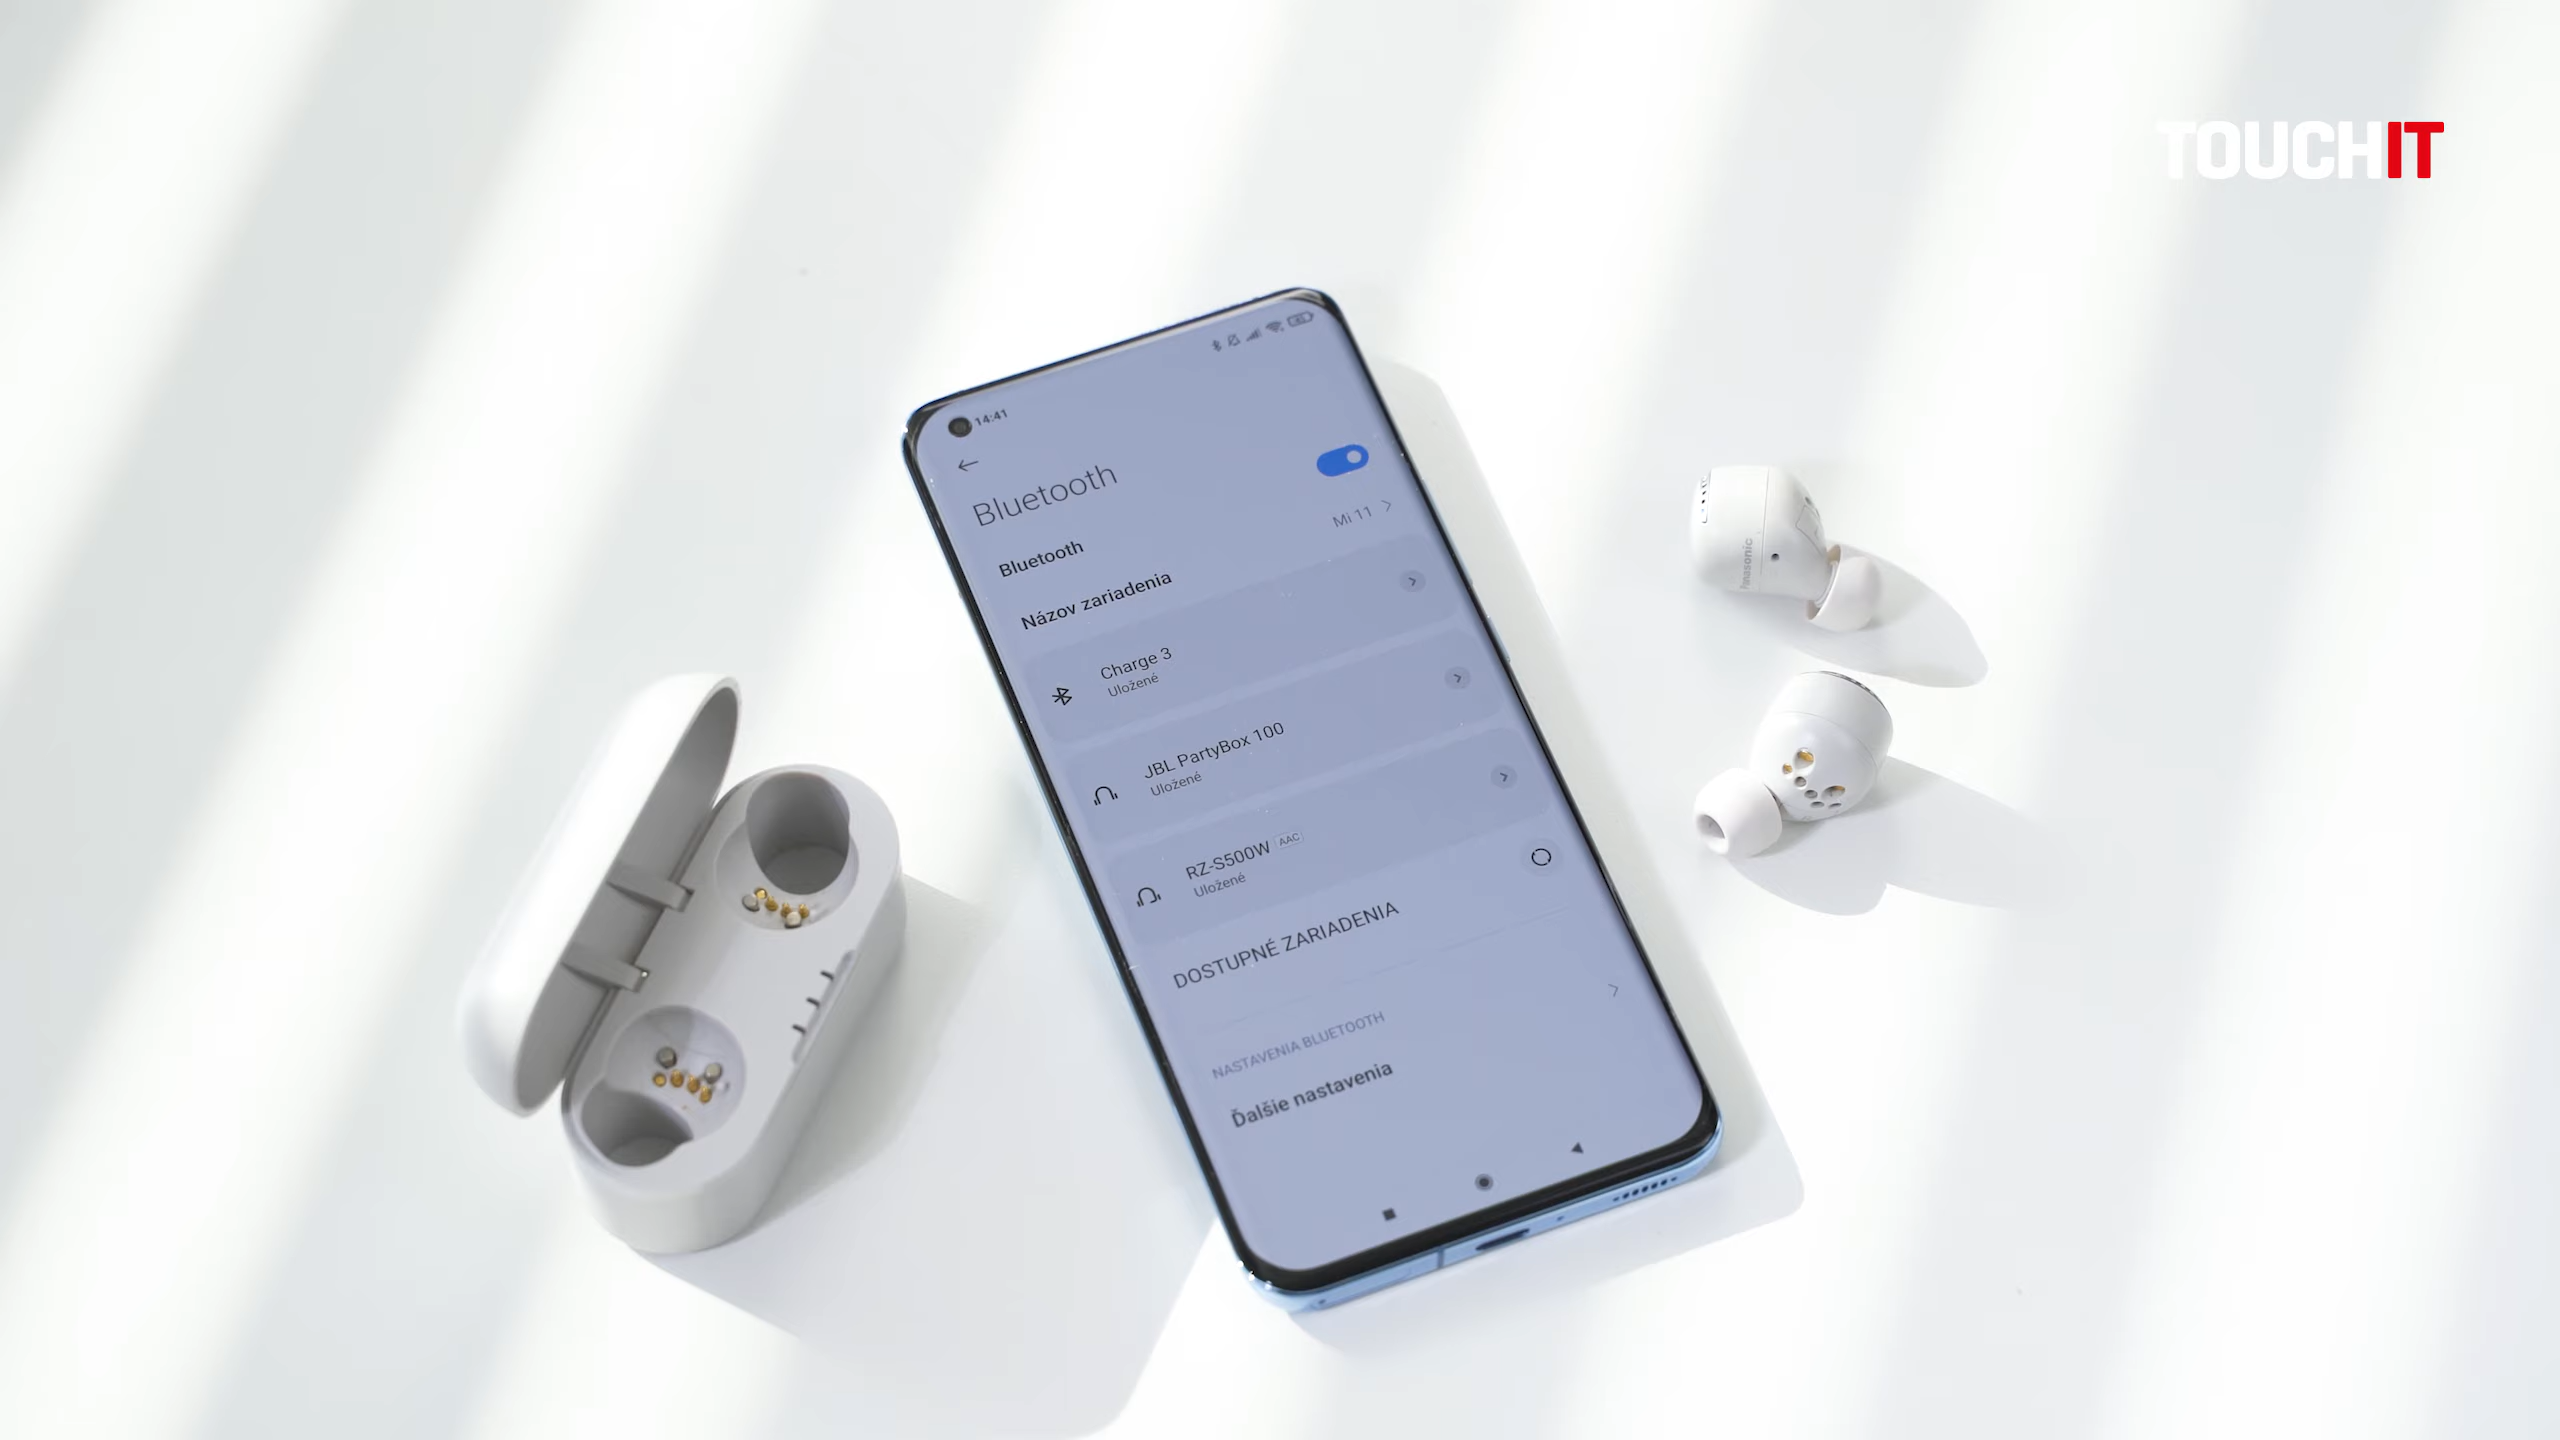 TOUCHIT
14:41
Bluetooth
Bluetooth
Názov zariadenia Mi 11
Charge 3
Uložené
JBL PartyBox 100
Uložené
RZ-S500W AAC
Uložené
DOSTUPNÉ ZARIADENIA
NASTAVENIA BLUETOOTH
Ďalšie nastavenia
Panasonic